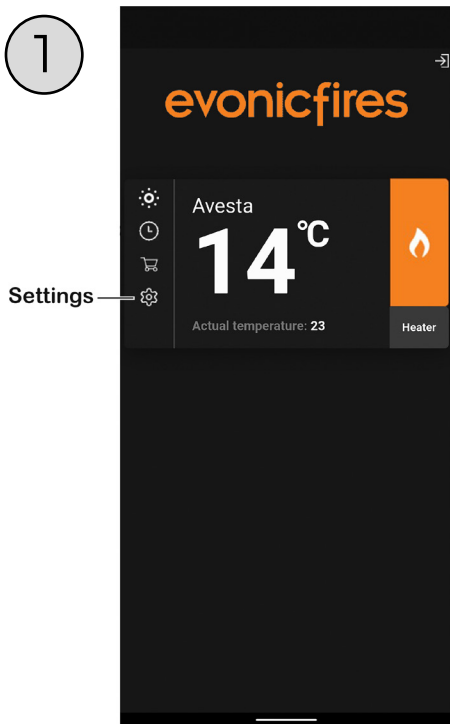 1
evonicfires
Avesta
14°C
Settings
Actual temperature: 23
Heater